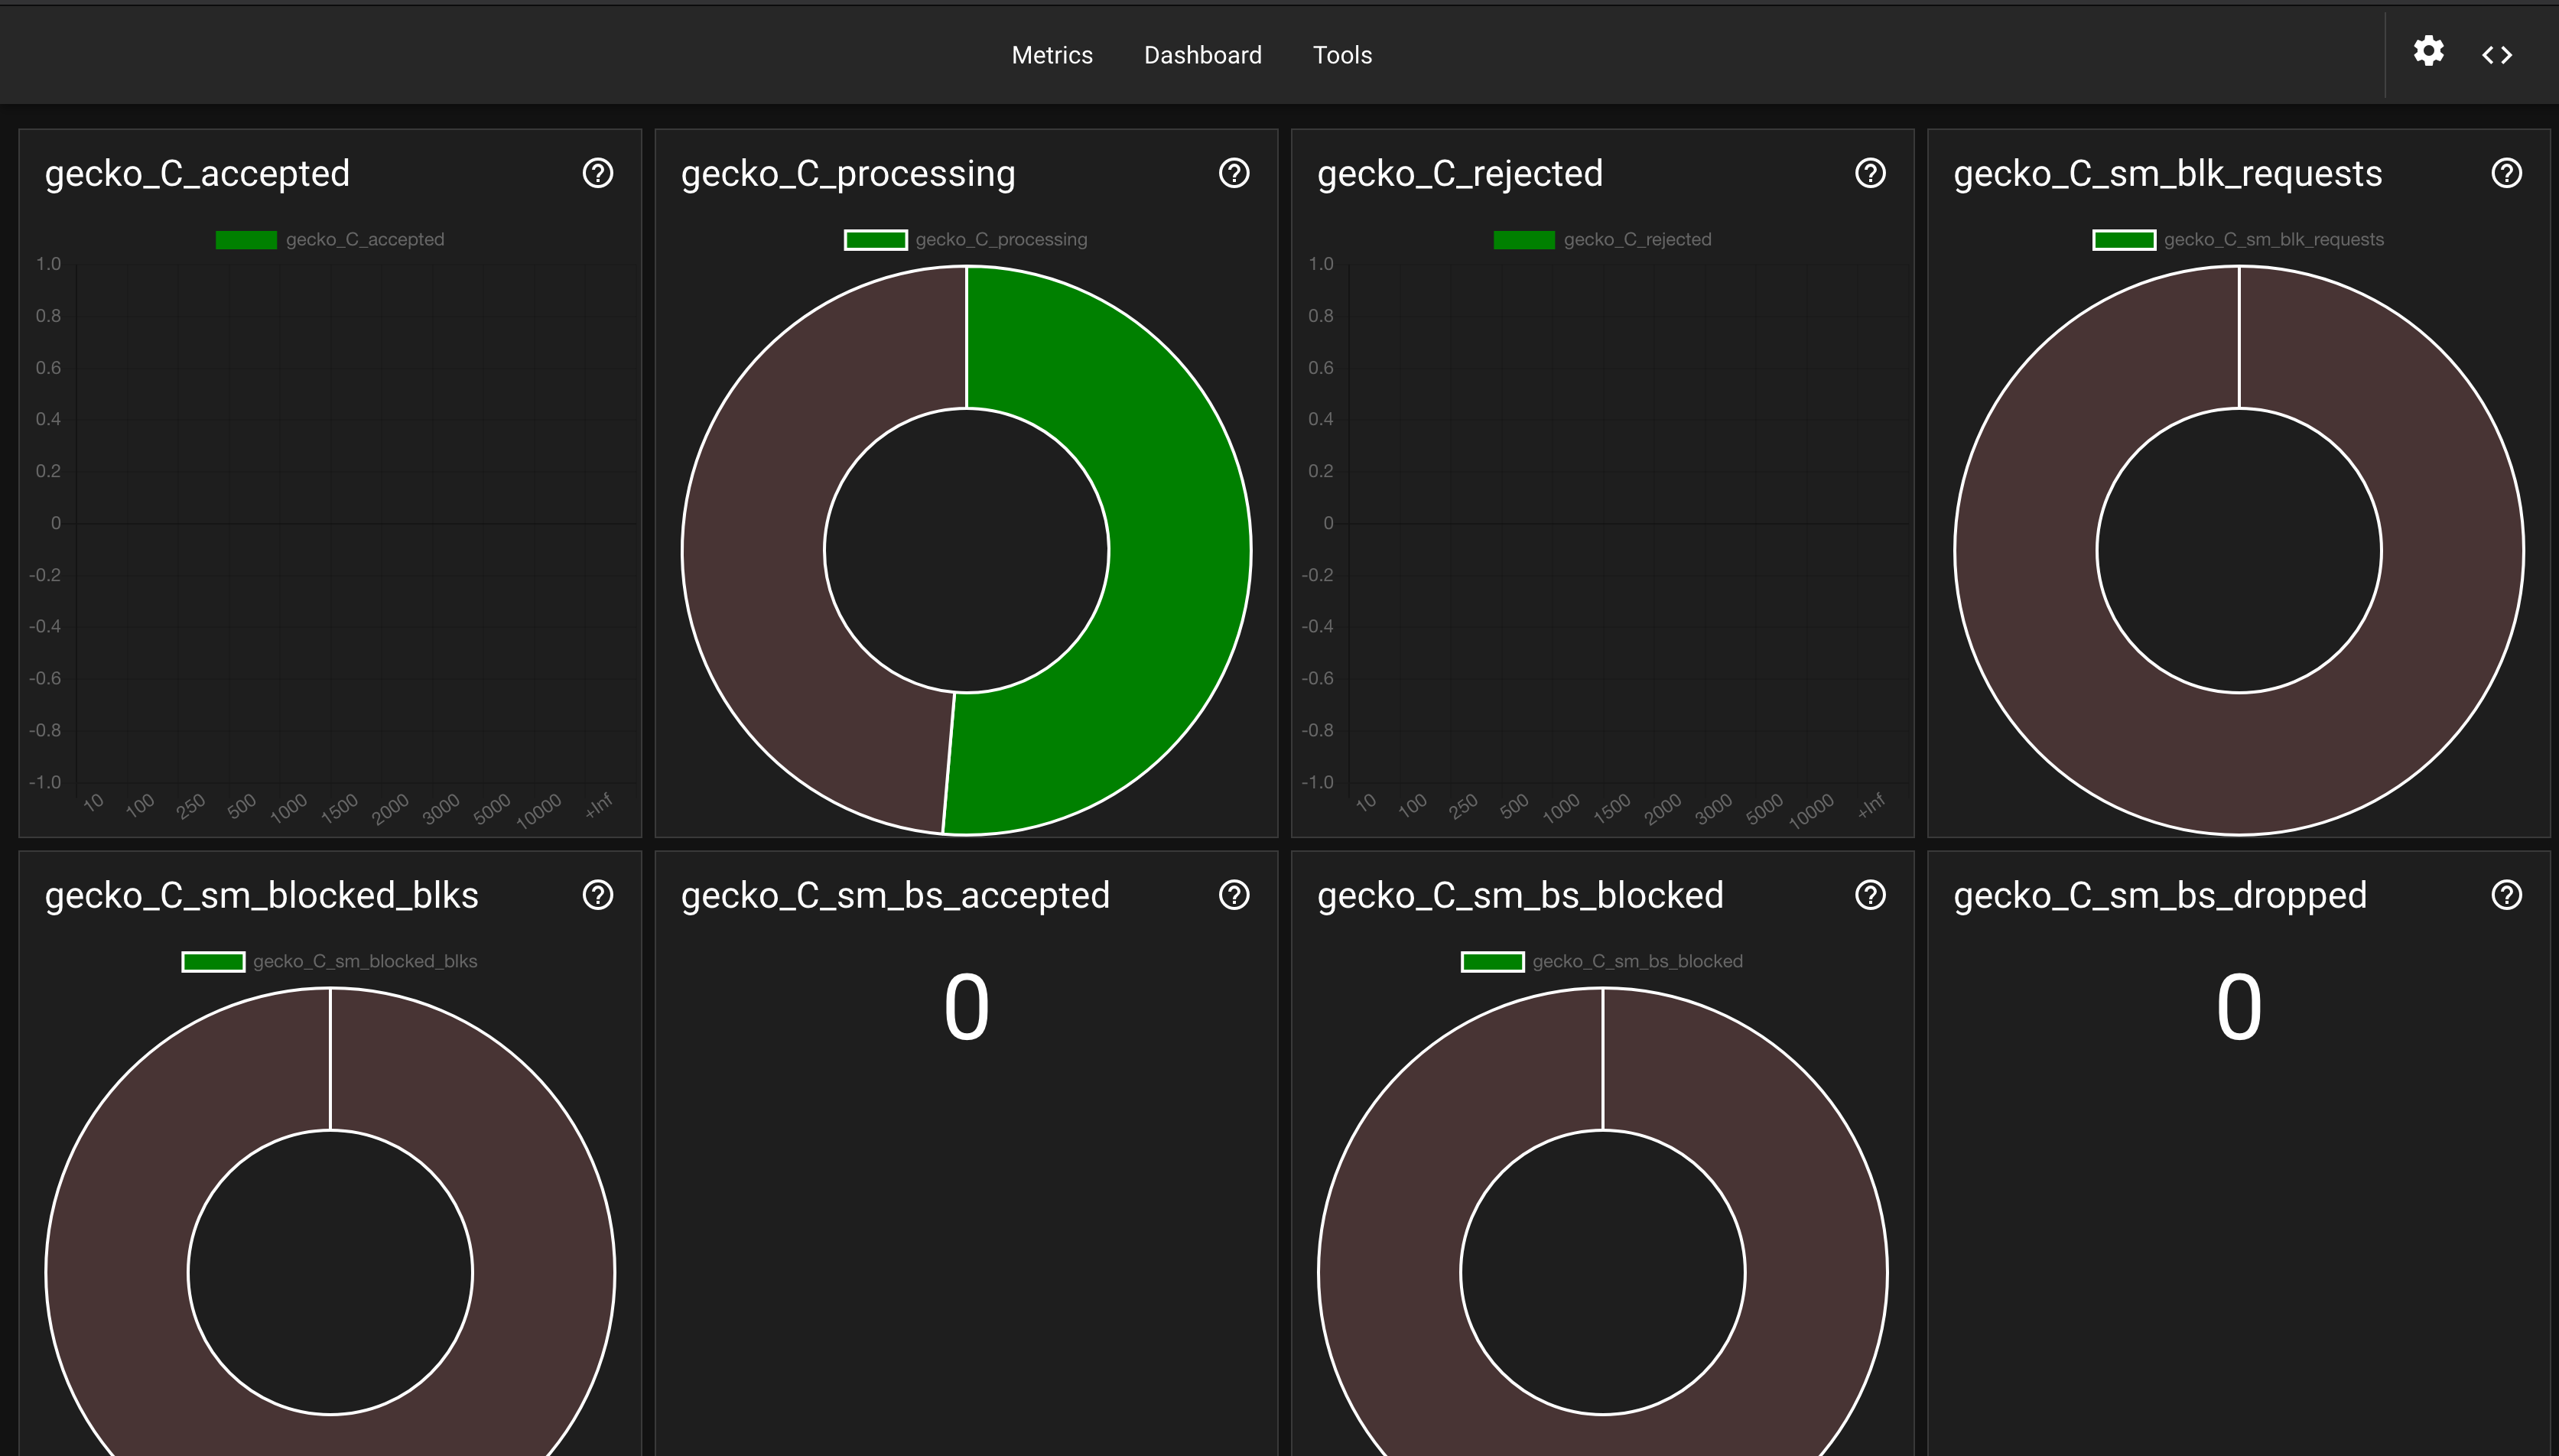 Metrics Dashboard Tools
gecko_C_accepted
gecko_C_accepted
1.0
0.8
0.6
0.4
0.2
0
-0.2
-0.4
-0.6
-0.8
-1.0
10 100 250 500 1000 1500 2000 3000 5000 10000 +Inf
gecko_C_processing
gecko_C_processing
gecko_C_rejected
gecko_C_rejected
1.0
0.8
0.6
0.4
0.2
0
-0.2
-0.4
-0.6
-0.8
-1.0
10 100 250 500 1000 1500 2000 3000 5000 10000 +Inf
gecko_C_sm_blk_requests
gecko_C_sm_blk_requests
gecko_C_sm_blocked_blks
gecko_C_sm_blocked_blks
gecko_C_sm_bs_accepted
0
gecko_C_sm_bs_blocked
gecko_C_sm_bs_blocked
gecko_C_sm_bs_dropped
0